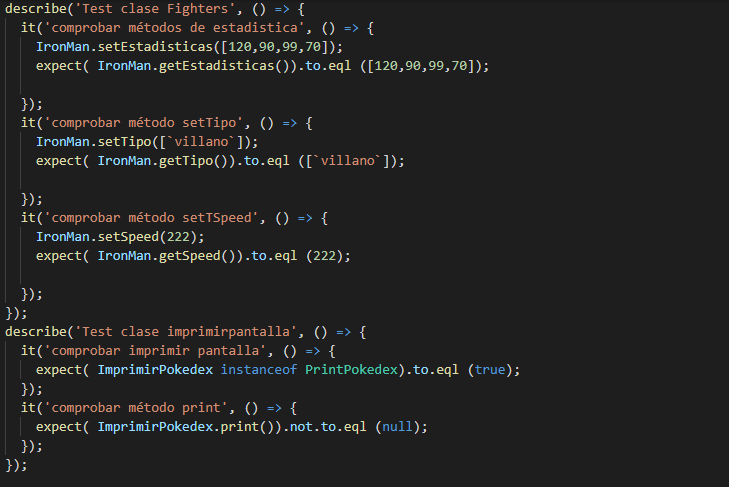 describe('Test clase Fighters', () => {
it('comprobar métodos de estadistica', () => {
IronMan.setEstadisticas([120,90,99,70]);
expect( IronMan.getEstadisticas()).to.eql ([120,90,99,70]);
});
it('comprobar método setTipo', () => {
IronMan.setTipo([`villano`]);
expect( IronMan.getTipo()).to.eql ([`villano`]);
});
it('comprobar método setTSpeed', () => {
IronMan.setSpeed(222);
expect( IronMan.getSpeed()).to.eql (222);
});
});
describe('Test clase imprimirpantalla', () => {
it('comprobar imprimir pantalla', () => {
expect( ImprimirPokedex instanceof PrintPokedex).to.eql (true);
});
it('comprobar método print', () => {
expect( ImprimirPokedex.print()).not.to.eql (null);
});
});